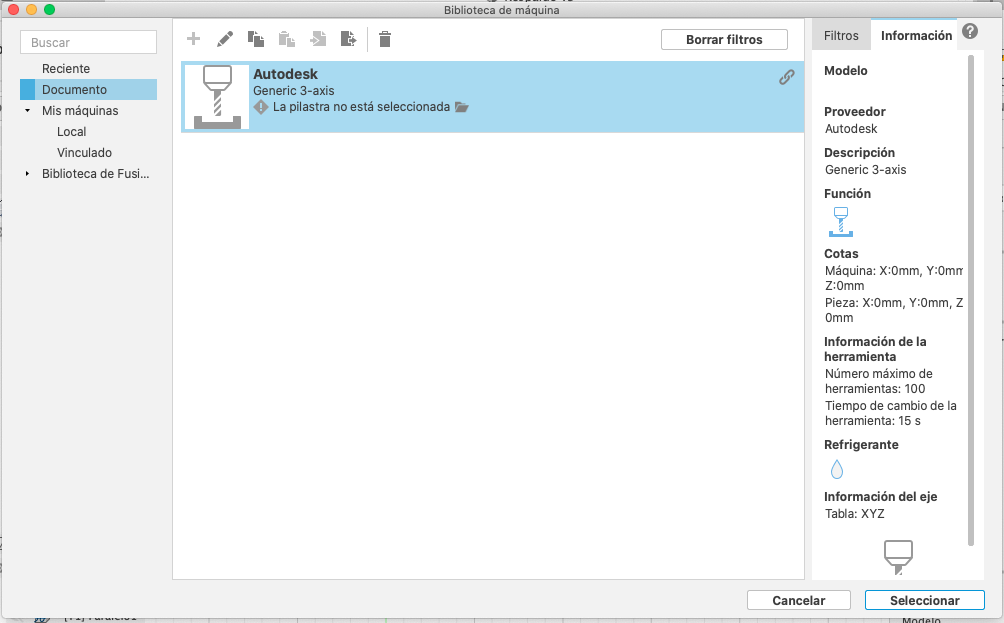 Biblioteca de máquina
Buscar
Reciente
Documento
Mis máquinas
Local
Vinculado
Biblioteca de Fusi...
Borrar filtros
Autodesk
Generic 3-axis
La pilastra no está seleccionada
Filtros
Información
Modelo
Proveedor
Autodesk
Descripción
Generic 3-axis
Función
Cotas
Máquina: X:0mm, Y:0mm
Z:0mm
Pieza: X:0mm, Y:0mm, Z
0mm
Información de la
herramienta
Número máximo de
herramientas: 100
Tiempo de cambio de la
herramienta: 15 s
Refrigerante
Información del eje
Tabla: XYZ
Cancelar
Seleccionar
Modelo